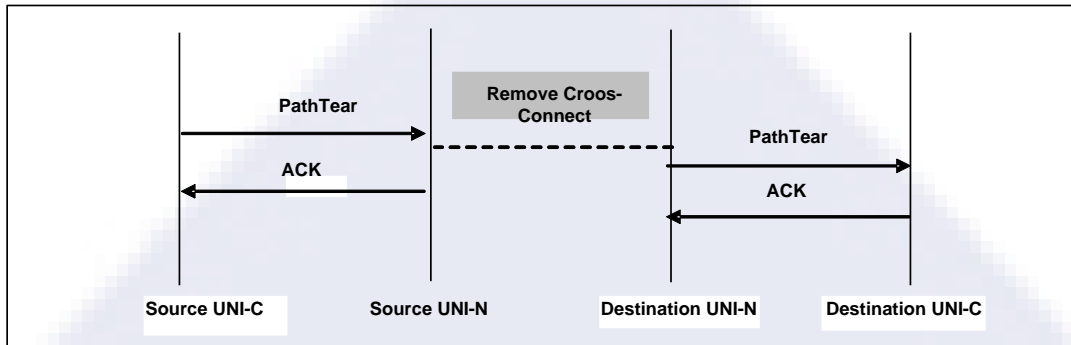 Remove Croos-
Connect
PathTear
PathTear
ACK
ACK
Source UNI-C
Source UNI-N
Destination UNI-N
Destination UNI-C